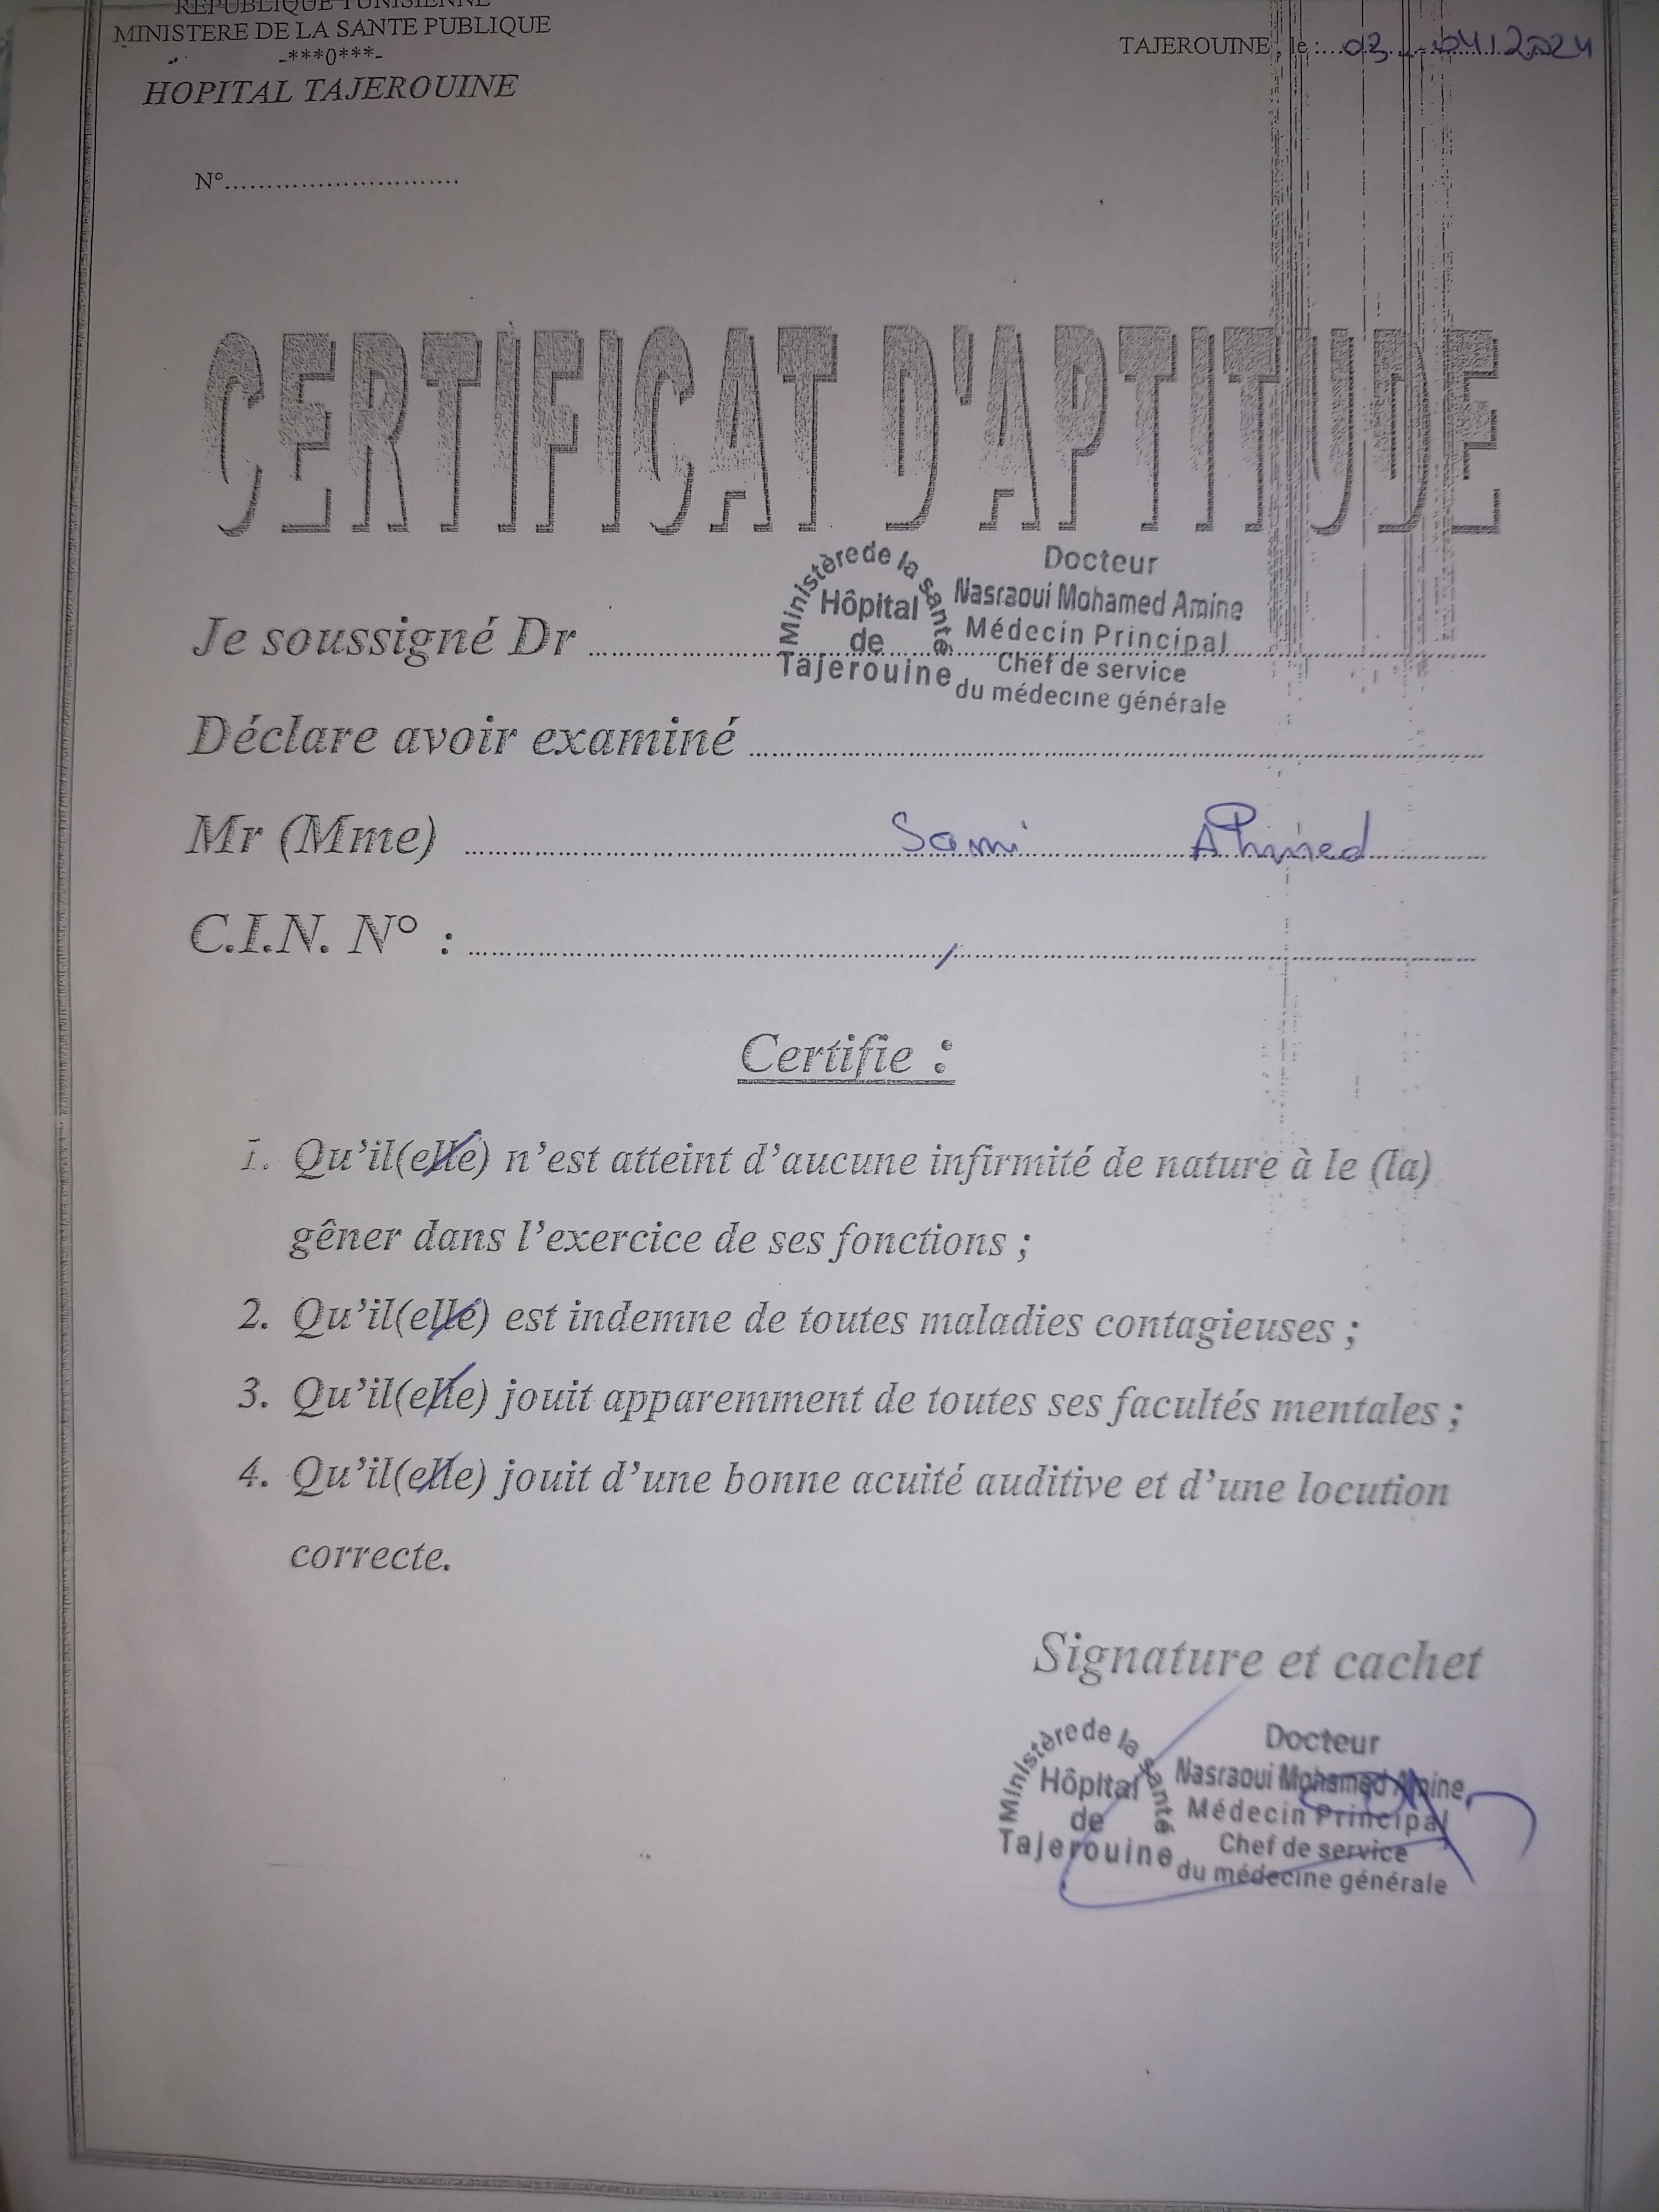 REPUBLIQUE TUNISIENNE
MINISTERE DE LA SANTE PUBLIQUE
-***0***-
HOPITAL TAJEROUINE
TAJEROUINE, le : 03 - 04 / 2024
N°..............................
CERTIFICAT D'APTITUDE
Ministère de la santé
Hôpital
de
Tajerouine
Docteur
Nasraoui Mohamed Amine
Médecin Principal
Chef de service
du médecine générale
Je soussigné Dr
Déclare avoir examiné
Mr (Mme) Sami Ahmed
C.I.N. N° : /
Certifie :
1. Qu'il(elle) n'est atteint d'aucune infirmité de nature à le (la)
gêner dans l'exercice de ses fonctions ;
2. Qu'il(elle) est indemne de toutes maladies contagieuses ;
3. Qu'il(elle) jouit apparemment de toutes ses facultés mentales ;
4. Qu'il(elle) jouit d'une bonne acuité auditive et d'une locution
correcte.
Signature et cachet
Ministère de la santé
Hôpital
de
Tajerouine
Docteur
Nasraoui Mohamed Amine
Médecin Principal
Chef de service
du médecine générale